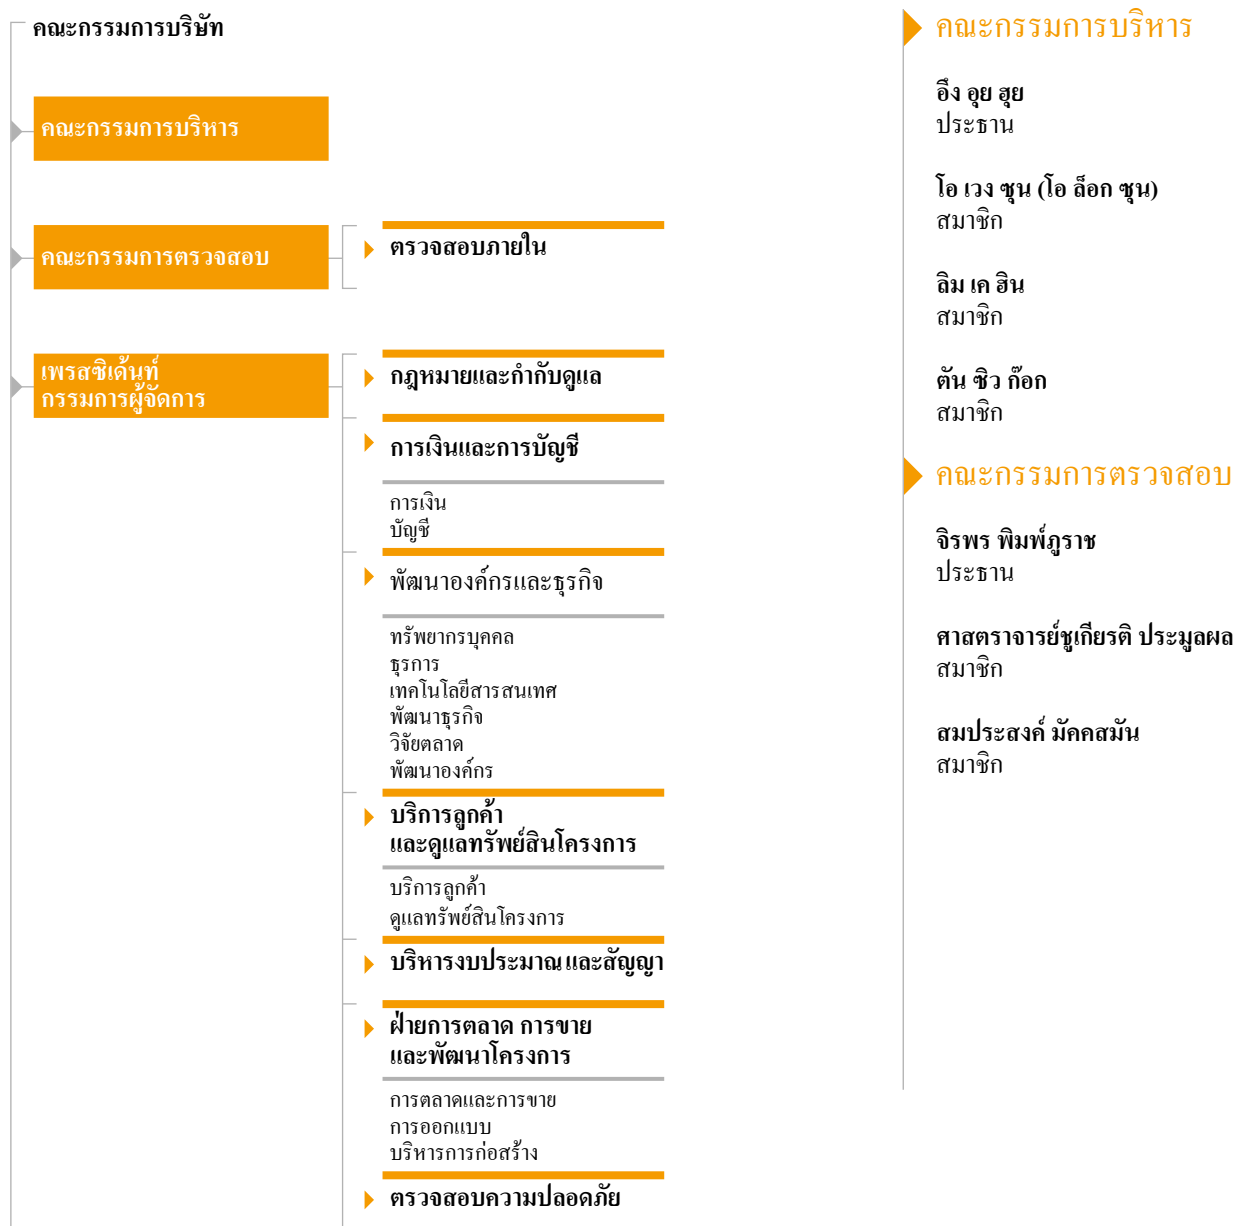 คณะกรรมการบริษัท
คณะกรรมการบริหาร
คณะกรรมการตรวจสอบ
ตรวจสอบภายใน
เพรสซิเด้นท์
กรรมการผู้จัดการ
กฎหมายและกำกับดูแล
การเงินและการบัญชี
การเงิน
บัญชี
พัฒนาองค์กรและธุรกิจ
ทรัพยากรบุคคล
ธุรการ
เทคโนโลยีสารสนเทศ
พัฒนาธุรกิจ
วิจัยตลาด
พัฒนาองค์กร
บริการลูกค้า
และดูแลทรัพย์สินโครงการ
บริการลูกค้า
ดูแลทรัพย์สินโครงการ
บริหารงบประมาณและสัญญา
ฝ่ายการตลาด การขาย
และพัฒนาโครงการ
การตลาดและการขาย
การออกแบบ
บริหารการก่อสร้าง
ตรวจสอบความปลอดภัย
คณะกรรมการบริหาร
อึง อุย ฮุย
ประธาน
โอ เวง ซุน (โอ ล็อก ซุน)
สมาชิก
ลิม เค ฮิน
สมาชิก
ตัน ซิว ก๊อก
สมาชิก
คณะกรรมการตรวจสอบ
จิรพร พิมพ์ภูราช
ประธาน
ศาสตราจารย์ชูเกียรติ ประมูลผล
สมาชิก
สมประสงค์ มัคคสมัน
สมาชิก